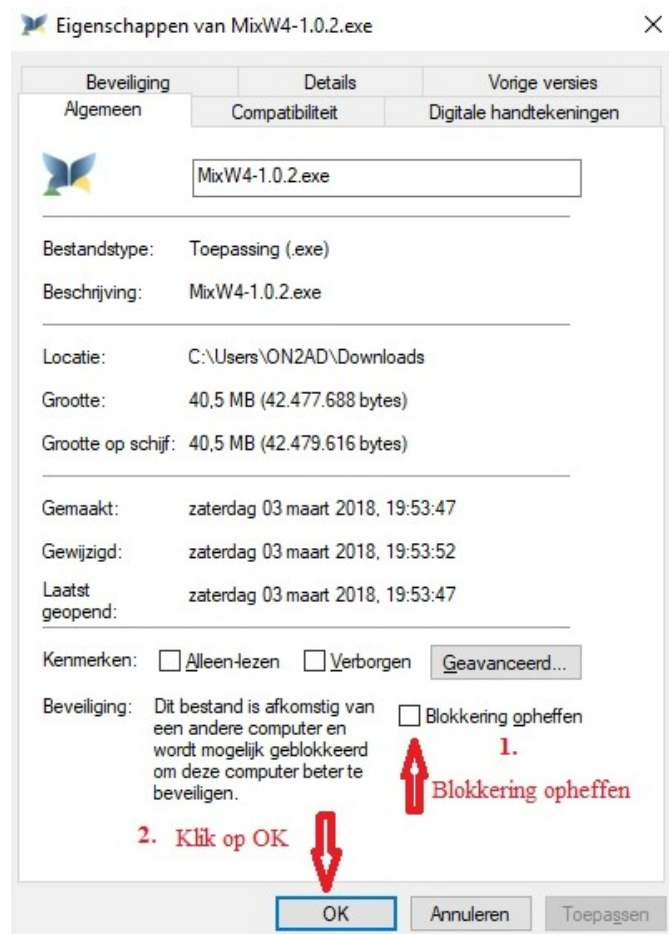 Eigenschappen van MixW4-1.0.2.exe
Beveiliging Details Vorige versies
Algemeen Compatibiliteit Digitale handtekeningen
MixW4-1.0.2.exe
Bestandstype: Toepassing (.exe)
Beschrijving: MixW4-1.0.2.exe
Locatie: C:\Users\ON2AD\Downloads
Grootte: 40,5 MB (42.477.688 bytes)
Grootte op schijf: 40,5 MB (42.479.616 bytes)
Gemaakt: zaterdag 03 maart 2018, 19:53:47
Gewijzigd: zaterdag 03 maart 2018, 19:53:52
Laatst
geopend: zaterdag 03 maart 2018, 19:53:47
Kenmerken: Alleen-lezen Verborgen Geavanceerd...
Beveiliging: Dit bestand is afkomstig van
een andere computer en
wordt mogelijk geblokkeerd
om deze computer beter te
beveiligen.
Blokkering opheffen
1.
Blokkering opheffen
2. Klik op OK
OK Annuleren Toepassen